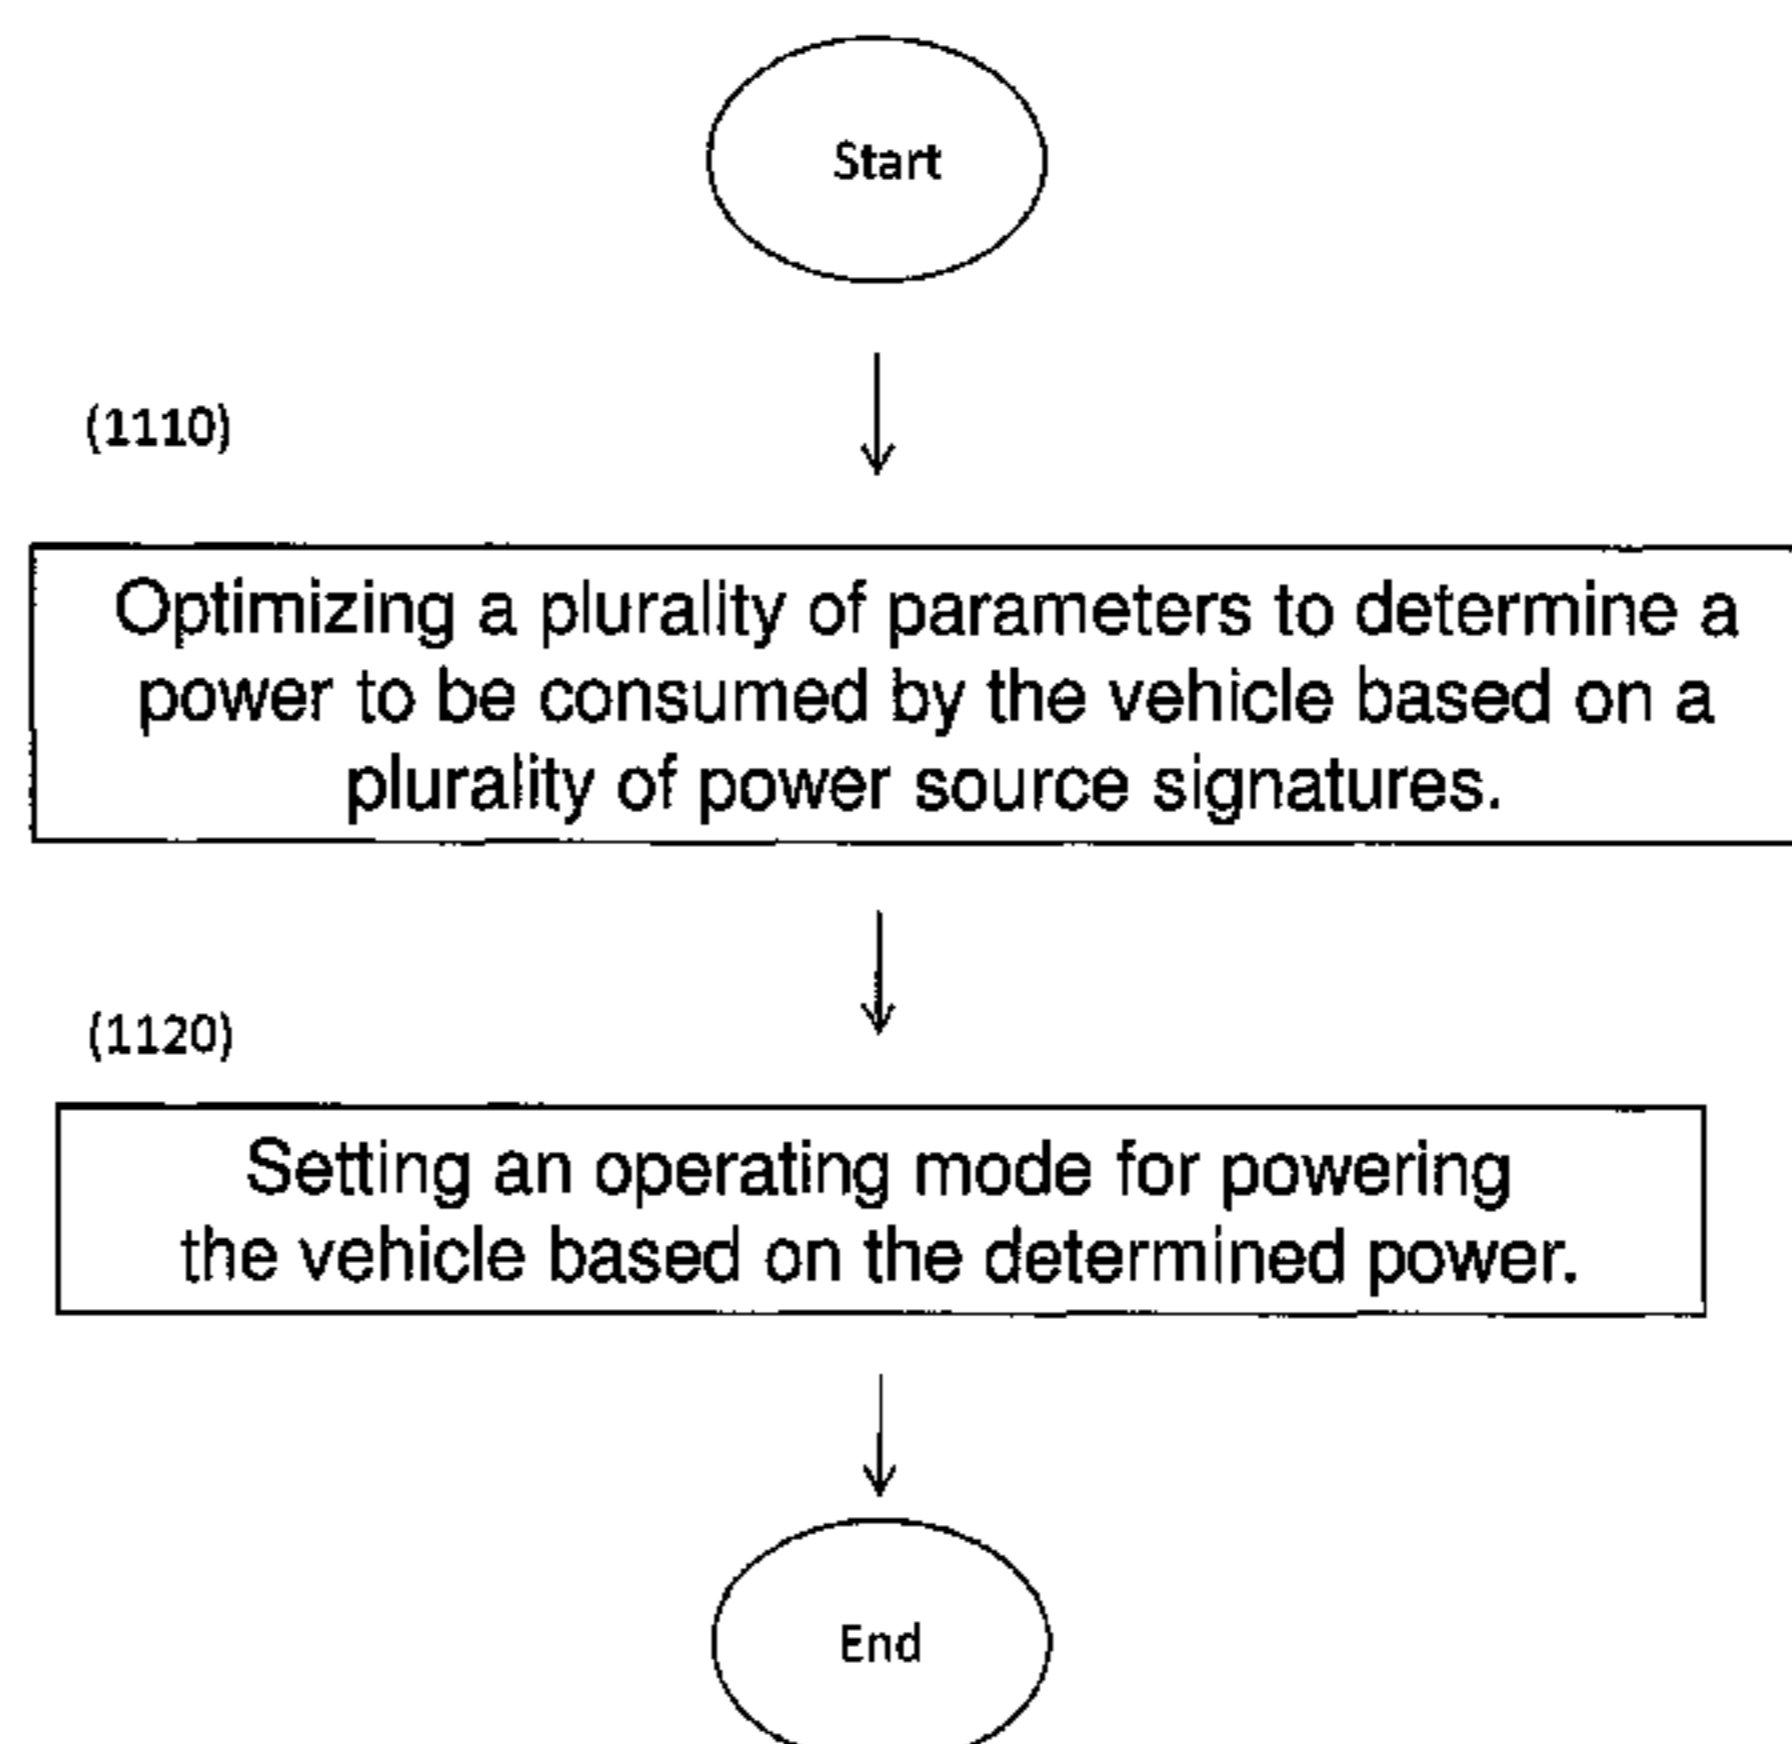 Start
(1110)
Optimizing a plurality of parameters to determine a
power to be consumed by the vehicle based on a
plurality of power source signatures.
(1120)
Setting an operating mode for powering
the vehicle based on the determined power.
End